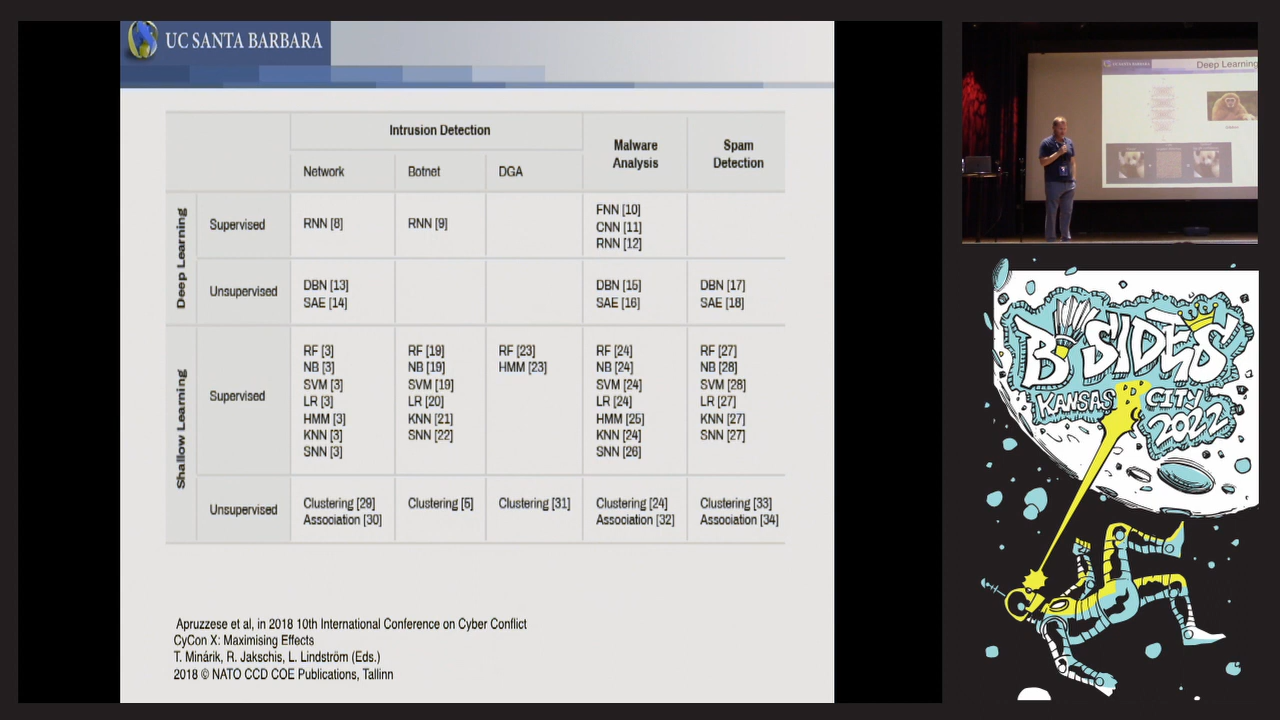 UC SANTA BARBARA
Intrusion Detection
Malware
Analysis
Spam
Detection
Network
Botnet
DGA
Deep Learning
Supervised
RNN [8]
RNN [9]
FNN [10]
CNN [11]
RNN [12]
Unsupervised
DBN [13]
SAE [14]
DBN [15]
SAE [16]
DBN [17]
SAE [18]
Shallow Learning
Supervised
RF [3]
NB [3]
SVM [3]
LR [3]
HMM [3]
KNN [3]
SNN [3]
RF [19]
NB [19]
SVM [19]
LR [20]
KNN [21]
SNN [22]
RF [23]
HMM [23]
RF [24]
NB [24]
SVM [24]
LR [24]
HMM [25]
KNN [24]
SNN [26]
RF [27]
NB [28]
SVM [28]
LR [27]
KNN [27]
SNN [27]
Unsupervised
Clustering [29]
Association [30]
Clustering [5]
Clustering [31]
Clustering [24]
Association [32]
Clustering [33]
Association [34]
Apruzzese et al, in 2018 10th International Conference on Cyber Conflict
CyCon X: Maximising Effects
T. Minárik, R. Jakschis, L. Lindström (Eds.)
2018 © NATO CCD COE Publications, Tallinn
Deep Learning
BSIDES
KANSAS CITY
2022